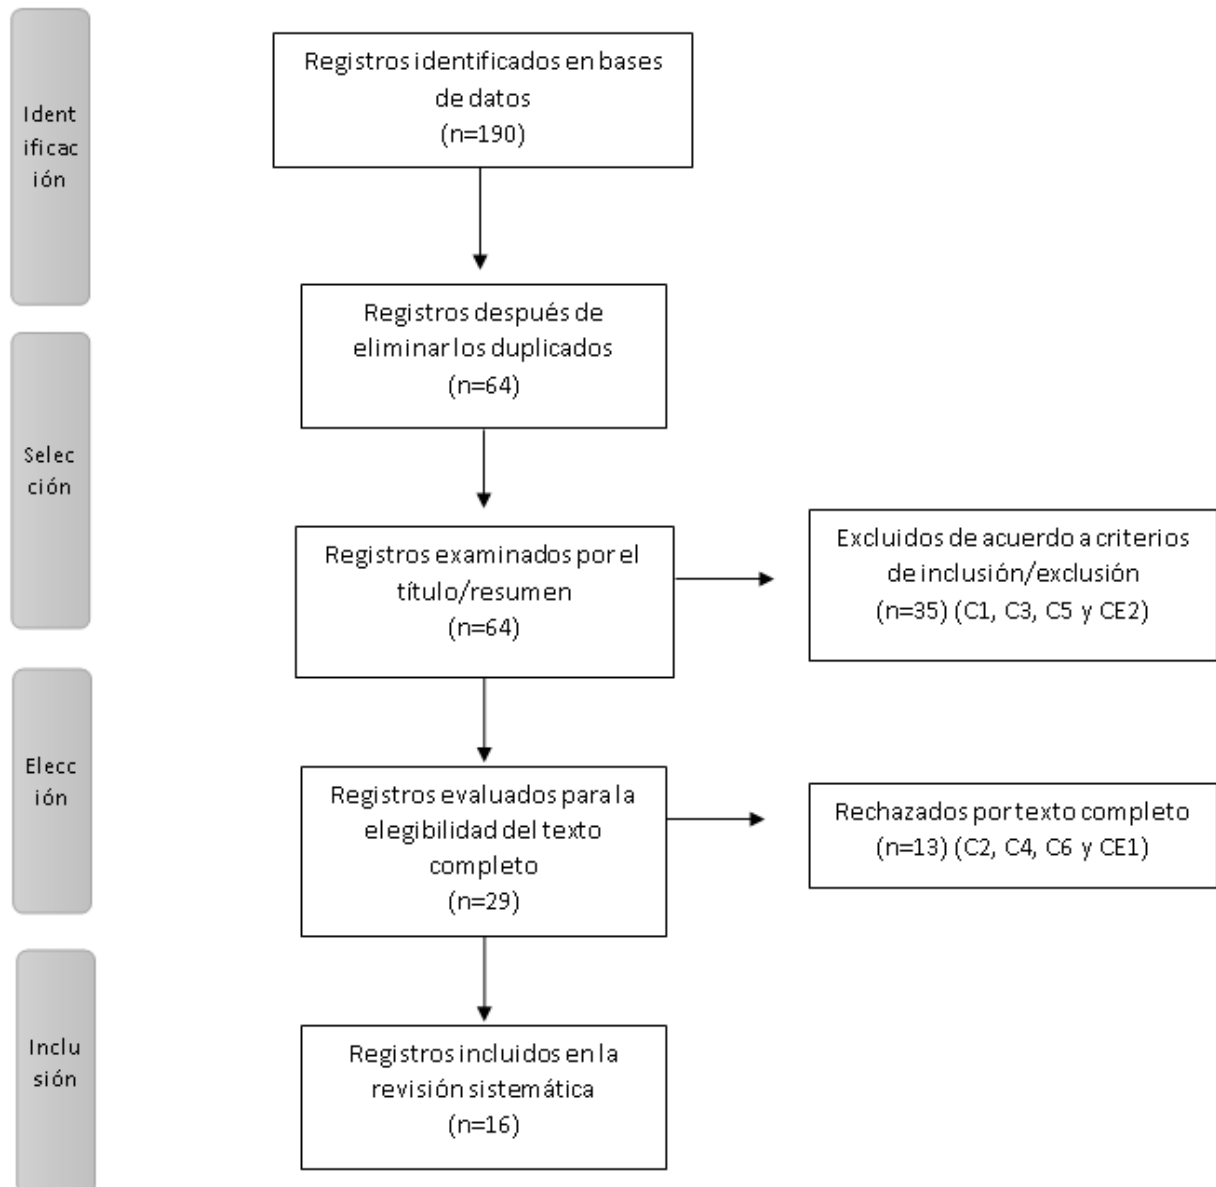 Ident
ificac
ión
Registros identificados en bases
de datos
(n=190)
Registros después de
eliminar los duplicados
(n=64)
Selec
ción
Registros examinados por el
título/resumen
(n=64)
Excluidos de acuerdo a criterios
de inclusión/exclusión
(n=35) (C1, C3, C5 y CE2)
Elecc
ión
Registros evaluados para la
elegibilidad del texto
completo
(n=29)
Rechazados por texto completo
(n=13) (C2, C4, C6 y CE1)
Inclu
sión
Registros incluidos en la
revisión sistemática
(n=16)